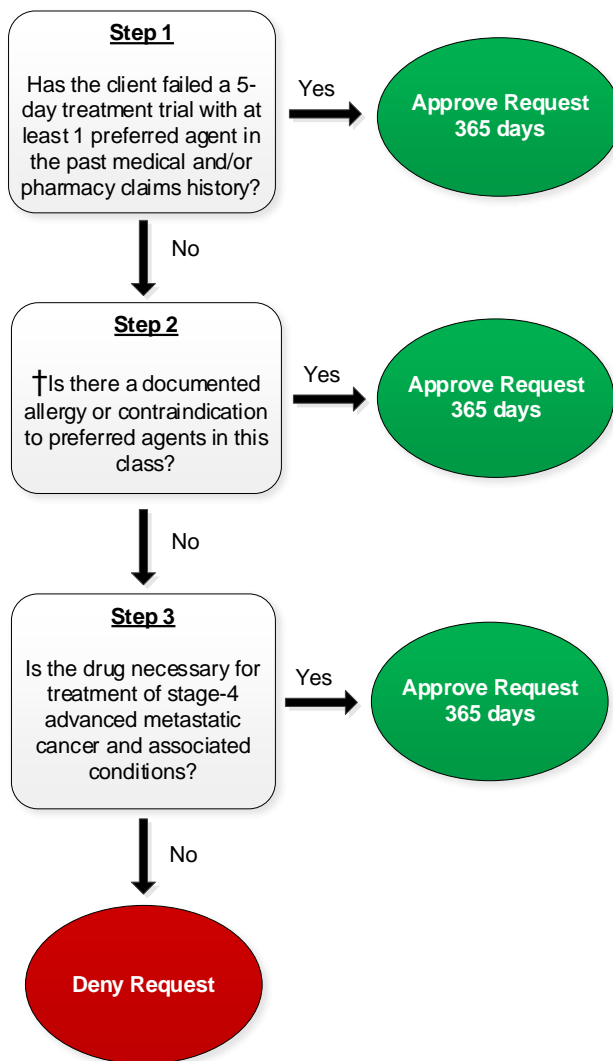 Step 1
Has the client failed a 5-
day treatment trial with at
least 1 preferred agent in
the past medical and/or
pharmacy claims history?
Yes
Approve Request
365 days
No
Step 2
†Is there a documented
allergy or contraindication
to preferred agents in this
class?
Yes
Approve Request
365 days
No
Step 3
Is the drug necessary for
treatment of stage-4
advanced metastatic
cancer and associated
conditions?
Yes
Approve Request
365 days
No
Deny Request